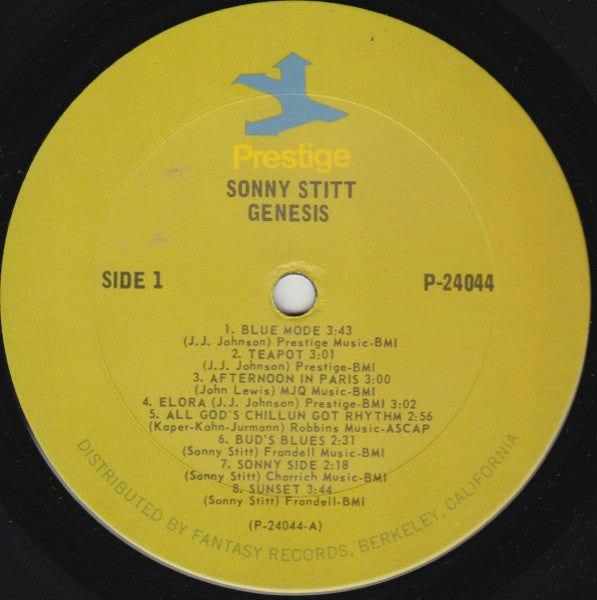 Prestige
SONNY STITT
GENESIS
SIDE 1
P-24044
1. BLUE MODE 3:43
(J.J. Johnson) Prestige Music-BMI
2. TEAPOT 3:01
(J.J. Johnson) Prestige-BMI
3. AFTERNOON IN PARIS 3:00
(John Lewis) MJQ Music-BMI
4. ELORA (J.J. Johnson) Prestige-BMI 3:02
5. ALL GOD'S CHILLUN GOT RHYTHM 2:56
(Kaper-Kahn-Jurmann) Robbins Music-ASCAP
6. BUD'S BLUES 2:31
(Sonny Stitt) Frandell Music-BMI
7. SONNY SIDE 2:18
(Sonny Stitt) Charrich Music-BMI
8. SUNSET 3:44
(Sonny Stitt) Frandell-BMI
(P-24044-A)
DISTRIBUTED BY FANTASY RECORDS, BERKELEY, CALIFORNIA